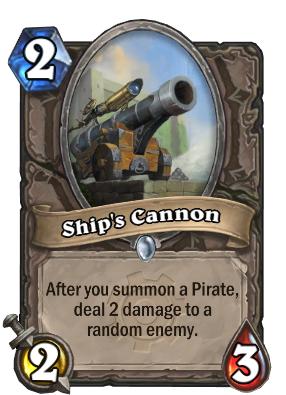 2
Ship's Cannon
After you summon a Pirate,
deal 2 damage to a
random enemy.
2
3